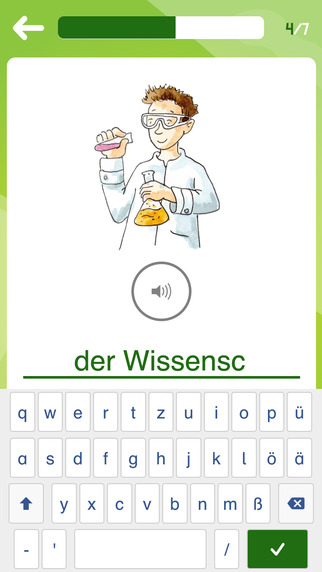 4/7
der Wissensc
q w e r t z u i o p ü
a s d f g h j k l ö ä
y x c v b n m ß
- ' /